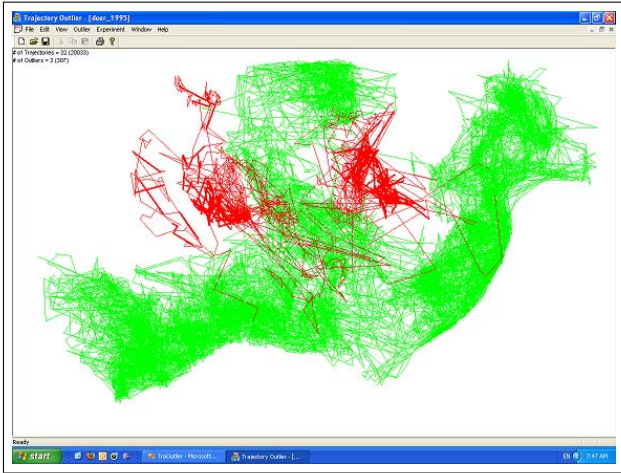 Trajectory Outlier - [deer_1995]
File Edit View Outlier Experiment Window Help
# of Trajectories = 32 (20033)
# of Outliers = 3 (307)
Ready
start TraOutlier - Microsoft... Trajectory Outlier - [... EN 7:47 AM